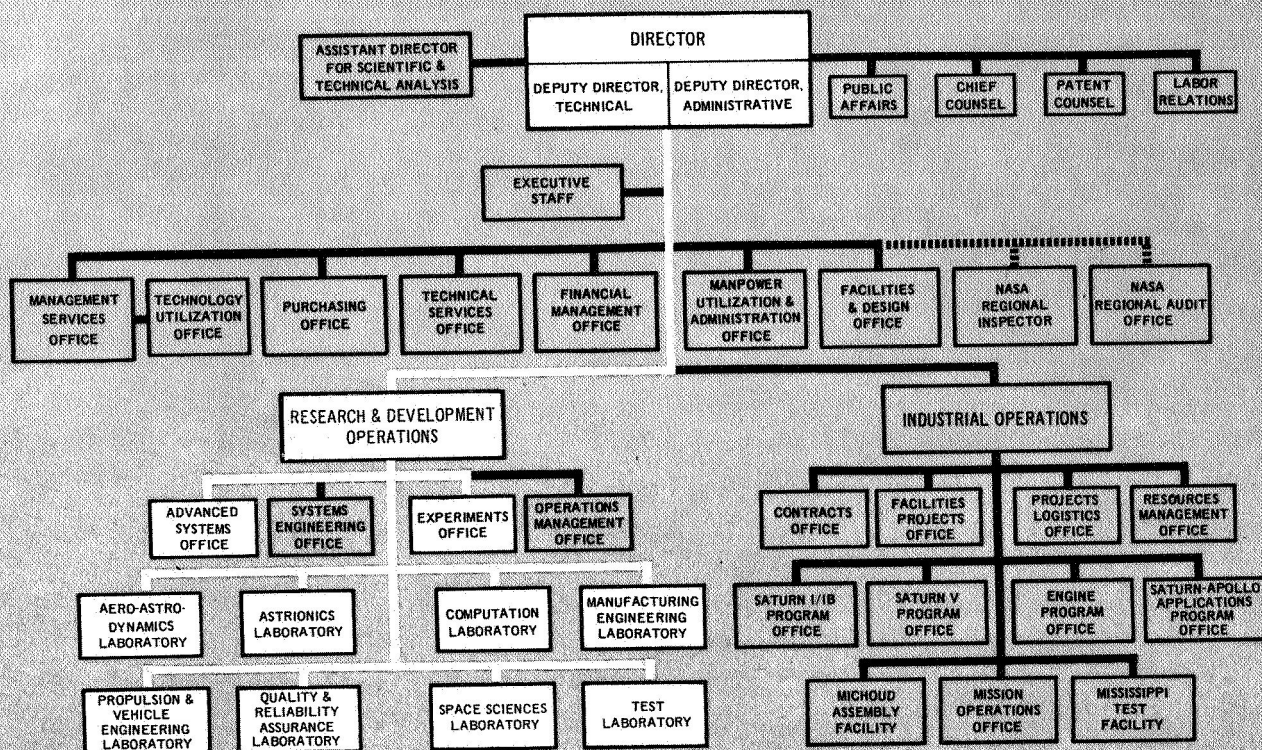 DIRECTOR
ASSISTANT DIRECTOR
FOR SCIENTIFIC &
TECHNICAL ANALYSIS
DEPUTY DIRECTOR,
TECHNICAL
DEPUTY DIRECTOR,
ADMINISTRATIVE
PUBLIC
AFFAIRS
CHIEF
COUNSEL
PATENT
COUNSEL
LABOR
RELATIONS
EXECUTIVE
STAFF
MANAGEMENT
SERVICES
OFFICE
TECHNOLOGY
UTILIZATION
OFFICE
PURCHASING
OFFICE
TECHNICAL
SERVICES
OFFICE
FINANCIAL
MANAGEMENT
OFFICE
MANPOWER
UTILIZATION &
ADMINISTRATION
OFFICE
FACILITIES
& DESIGN
OFFICE
NASA
REGIONAL
INSPECTOR
NASA
REGIONAL AUDIT
OFFICE
RESEARCH & DEVELOPMENT
OPERATIONS
INDUSTRIAL OPERATIONS
ADVANCED
SYSTEMS
OFFICE
SYSTEMS
ENGINEERING
OFFICE
EXPERIMENTS
OFFICE
OPERATIONS
MANAGEMENT
OFFICE
CONTRACTS
OFFICE
FACILITIES
PROJECTS
OFFICE
PROJECTS
LOGISTICS
OFFICE
RESOURCES
MANAGEMENT
OFFICE
AERO-ASTRO-
DYNAMICS
LABORATORY
ASTRIONICS
LABORATORY
COMPUTATION
LABORATORY
MANUFACTURING
ENGINEERING
LABORATORY
SATURN I/IB
PROGRAM
OFFICE
SATURN V
PROGRAM
OFFICE
ENGINE
PROGRAM
OFFICE
SATURN-APOLLO
APPLICATIONS
PROGRAM
OFFICE
PROPULSION &
VEHICLE
ENGINEERING
LABORATORY
QUALITY &
RELIABILITY
ASSURANCE
LABORATORY
SPACE SCIENCES
LABORATORY
TEST
LABORATORY
MICHOUD
ASSEMBLY
FACILITY
MISSION
OPERATIONS
OFFICE
MISSISSIPPI
TEST
FACILITY